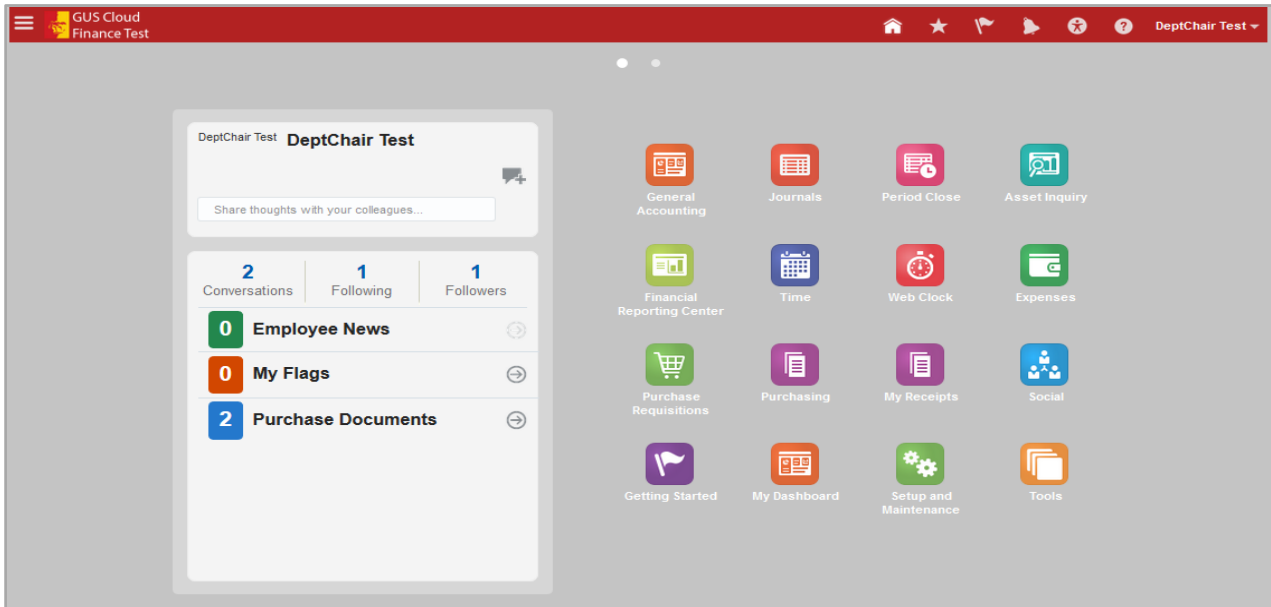 GUS Cloud
Finance Test
DeptChair Test
DeptChair Test DeptChair Test
Share thoughts with your colleagues...
2 1 1
Conversations Following Followers
0 Employee News
0 My Flags
2 Purchase Documents
General
Accounting
Journals
Period Close
Asset Inquiry
Financial
Reporting Center
Time
Web Clock
Expenses
Purchase
Requisitions
Purchasing
My Receipts
Social
Getting Started
My Dashboard
Setup and
Maintenance
Tools